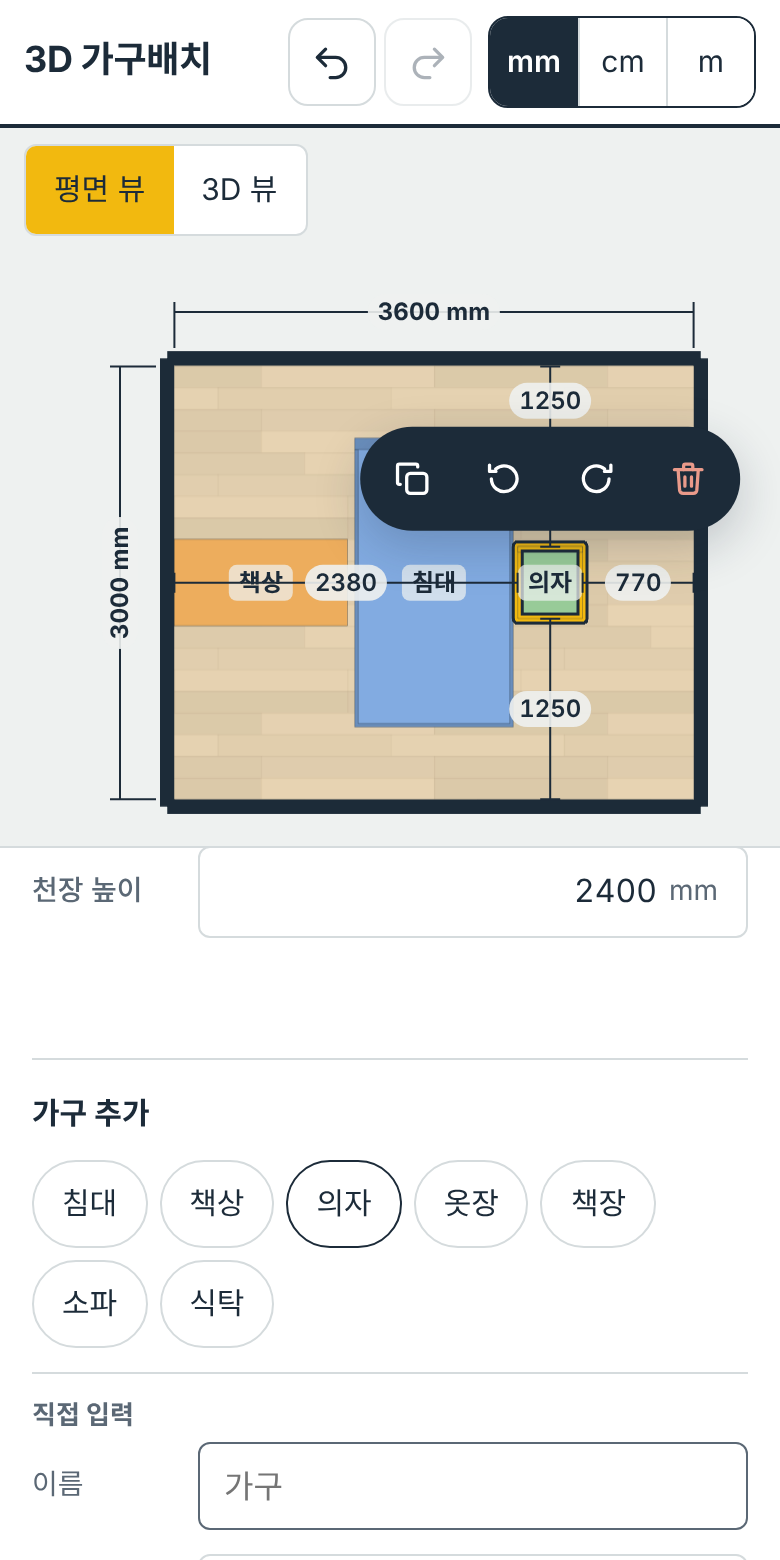 3D 가구배치
mm
cm
m
평면 뷰
3D 뷰
3600 mm
1250
3000 mm
책상
2380
침대
의자
770
1250
천장 높이
2400 mm
가구 추가
침대
책상
의자
옷장
책장
소파
식탁
직접 입력
이름
가구